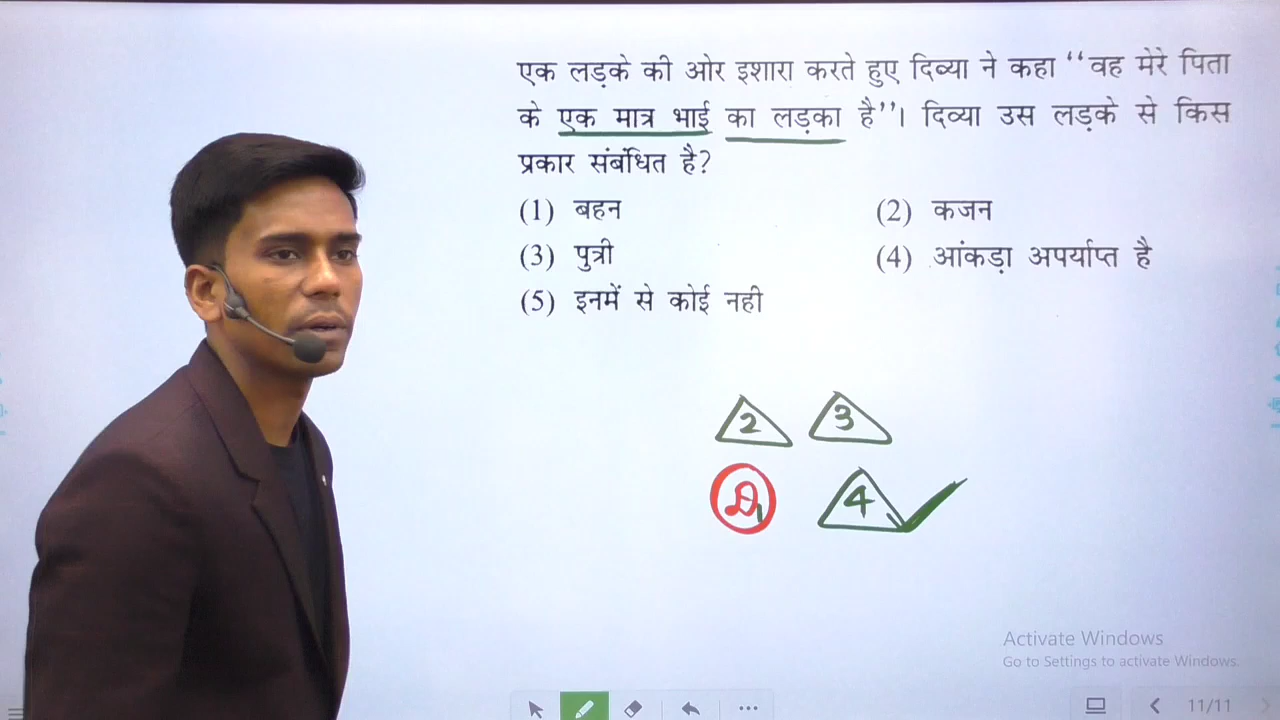 एक लड़के की ओर इशारा करते हुए दिव्या ने कहा ‘‘वह मेरे पिता
के एक मात्र भाई का लड़का है’’। दिव्या उस लड़के से किस
प्रकार संबंधित है?
(1) बहन (2) कजन
(3) पुत्री (4) आंकड़ा अपर्याप्त है
(5) इनमें से कोई नही
2 3
4
Activate Windows
Go to Settings to activate Windows.
11/11